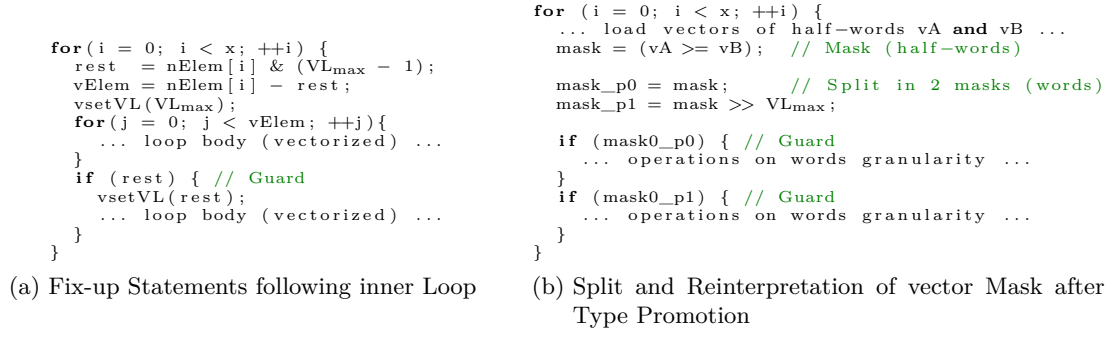 for(i = 0; i < x; ++i) {
rest = nElem[i] & (VLmax − 1);
vElem = nElem[i] − rest;
vsetVL(VLmax);
for(j = 0; j < vElem; ++j){
... loop body (vectorized) ...
}
if (rest) { // Guard
vsetVL(rest);
... loop body (vectorized) ...
}
}
(a) Fix-up Statements following inner Loop
for (i = 0; i < x; ++i) {
... load vectors of half−words vA and vB ...
mask = (vA >= vB); // Mask (half−words)
mask_p0 = mask; // Split in 2 masks (words)
mask_p1 = mask >> VLmax;
if (mask0_p0) { // Guard
... operations on words granularity ...
}
if (mask0_p1) { // Guard
... operations on words granularity ...
}
}
(b) Split and Reinterpretation of vector Mask after
Type Promotion